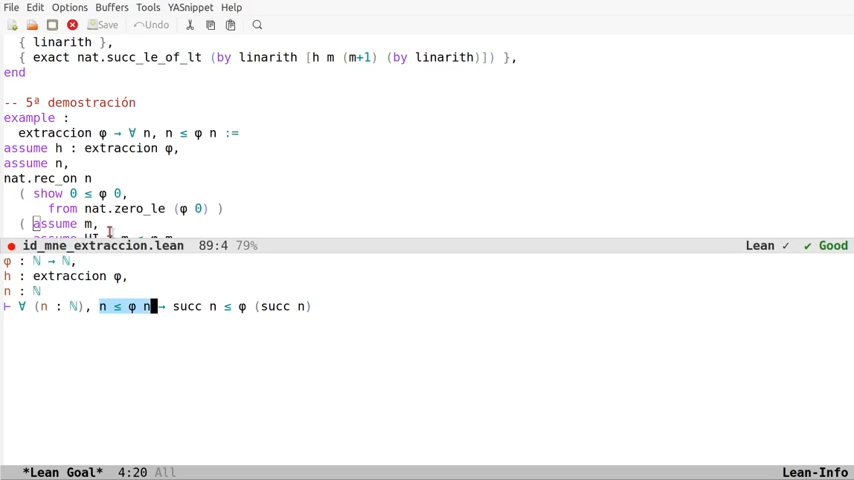 File Edit Options Buffers Tools YASnippet Help
Save Undo
{ linarith },
{ exact nat.succ_le_of_lt (by linarith [h m (m+1) (by linarith)]) },
end
-- 5ª demostración
example :
extraccion φ → ∀ n, n ≤ φ n :=
assume h : extraccion φ,
assume n,
nat.rec_on n
( show 0 ≤ φ 0,
from nat.zero_le (φ 0) )
( assume m,
assume HI : m ≤ φ m
id_mne_extraccion.lean 89:4 79% Lean ✓ ✔ Good
φ : ℕ → ℕ,
h : extraccion φ,
n : ℕ
⊢ ∀ (n : ℕ), n ≤ φ n → succ n ≤ φ (succ n)
*Lean Goal* 4:20 All Lean-Info